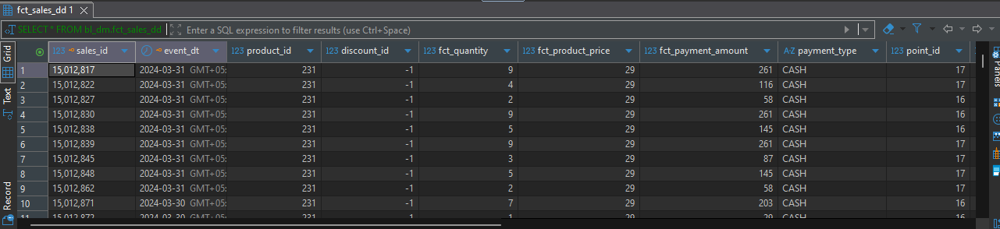 fct_sales_dd 1
SELECT * FROM bl_dm.fct_sales_dd Enter a SQL expression to filter results (use Ctrl+Space)
Grid
Text
Record
Panels
123 sales_id event_dt 123 product_id 123 discount_id 123 fct_quantity 123 fct_product_price 123 fct_payment_amount A-Z payment_type 123 point_id
1 15,012,817 2024-03-31 GMT+05: 231 -1 9 29 261 CASH 17
2 15,012,822 2024-03-31 GMT+05: 231 -1 4 29 116 CASH 17
3 15,012,827 2024-03-31 GMT+05: 231 -1 2 29 58 CASH 16
4 15,012,830 2024-03-31 GMT+05: 231 -1 9 29 261 CASH 16
5 15,012,838 2024-03-31 GMT+05: 231 -1 5 29 145 CASH 16
6 15,012,839 2024-03-31 GMT+05: 231 -1 9 29 261 CASH 17
7 15,012,845 2024-03-31 GMT+05: 231 -1 3 29 87 CASH 17
8 15,012,848 2024-03-31 GMT+05: 231 -1 5 29 145 CASH 17
9 15,012,862 2024-03-31 GMT+05: 231 -1 2 29 58 CASH 17
10 15,012,871 2024-03-30 GMT+05: 231 -1 7 29 203 CASH 16
11 15,012,872 2024-03-30 GMT+05: 231 -1 1 29 29 CASH 16